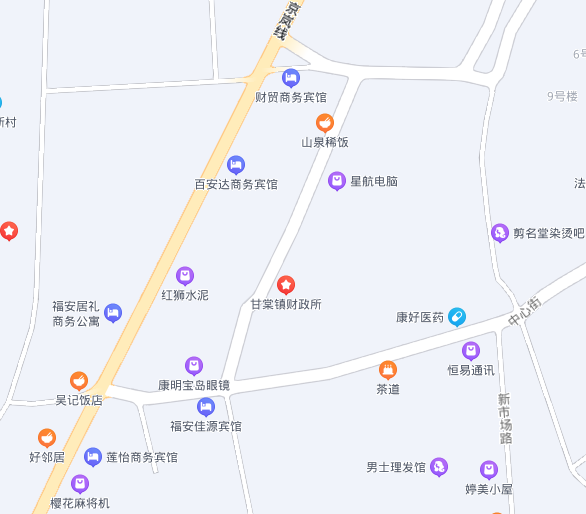 京岚线
财贸商务宾馆
9号楼
新村
山泉稀饭
百安达商务宾馆
星航电脑
法
剪名堂染烫吧
红狮水泥
甘棠镇财政所
福安居礼
商务公寓
康好医药
中心街
恒易通讯
康明宝岛眼镜
茶道
吴记饭店
福安佳源宾馆
新市场路
好邻居
莲怡商务宾馆
男士理发馆
婷美小屋
樱花麻将机